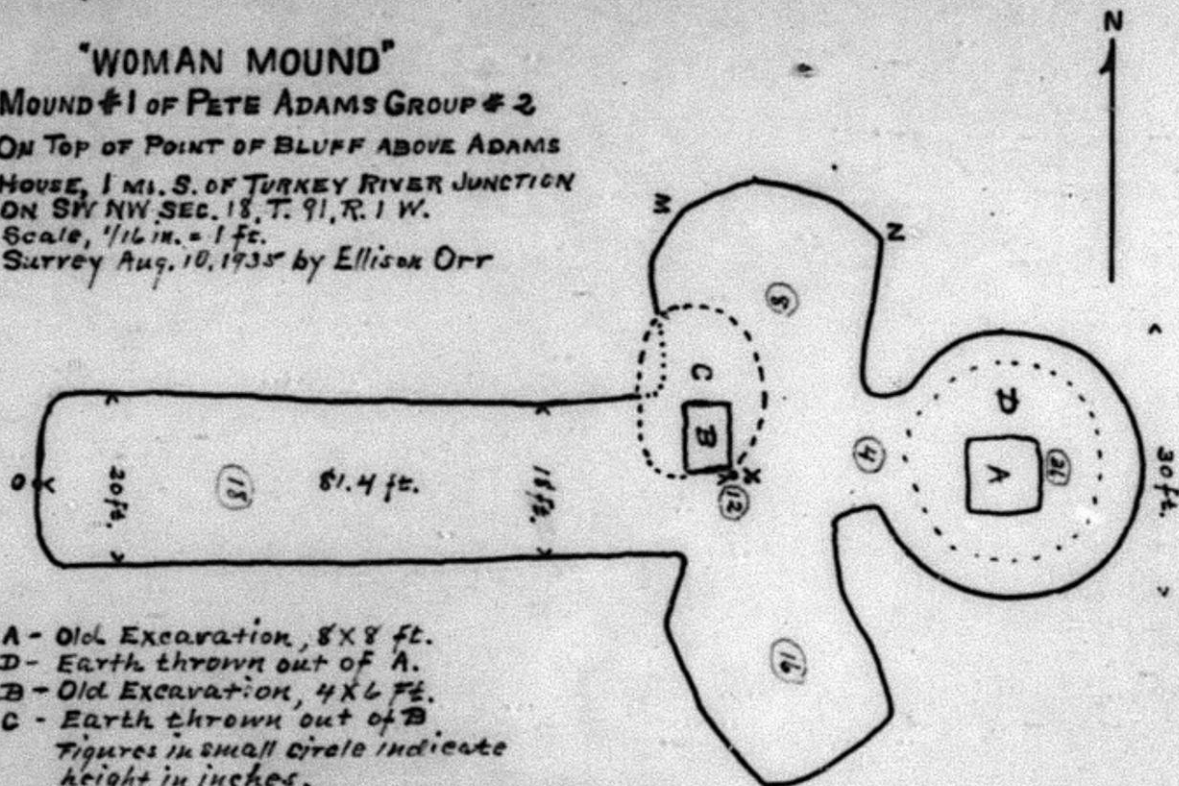 "WOMAN MOUND"
MOUND #1 OF PETE ADAMS GROUP # 2
ON TOP OF POINT OF BLUFF ABOVE ADAMS
HOUSE, 1 MI. S. OF TURKEY RIVER JUNCTION
ON SW NW SEC. 18, T. 91, R. 1 W.
Scale, 1/16 in. = 1 ft.
Survey Aug. 10, 1935 by Ellison Orr
N
M
N
8
C
B
X
12
4
D
A
30 ft.
O
20 ft.
18
81.4 ft.
18 ft.
16
A - Old Excavation, 8 X 8 ft.
D - Earth thrown out of A.
B - Old Excavation, 4 X 6 Ft.
C - Earth thrown out of B
Figures in small circle indicate
height in inches.